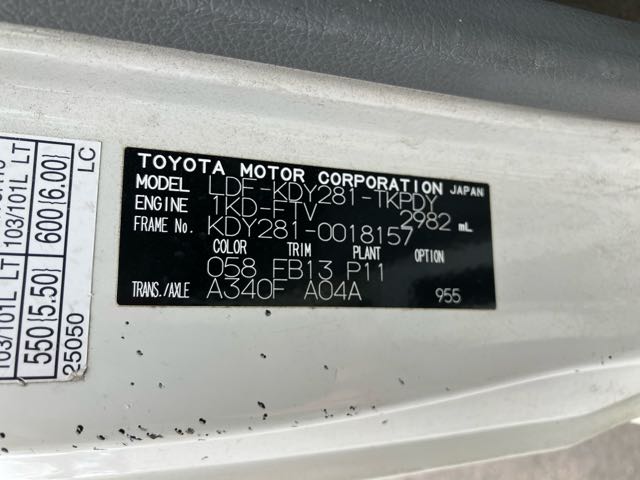 TOYOTA MOTOR CORPORATION JAPAN
MODEL LDF-KDY281-TKPDY
ENGINE 1KD-FTV 2982 mL
FRAME No. KDY281-0018157
COLOR TRIM PLANT OPTION
058 FB13 P11
TRANS./AXLE A340F A04A 955
103/101L LT
600(6.00)
LC
103/101L LT
550(5.50)
25050